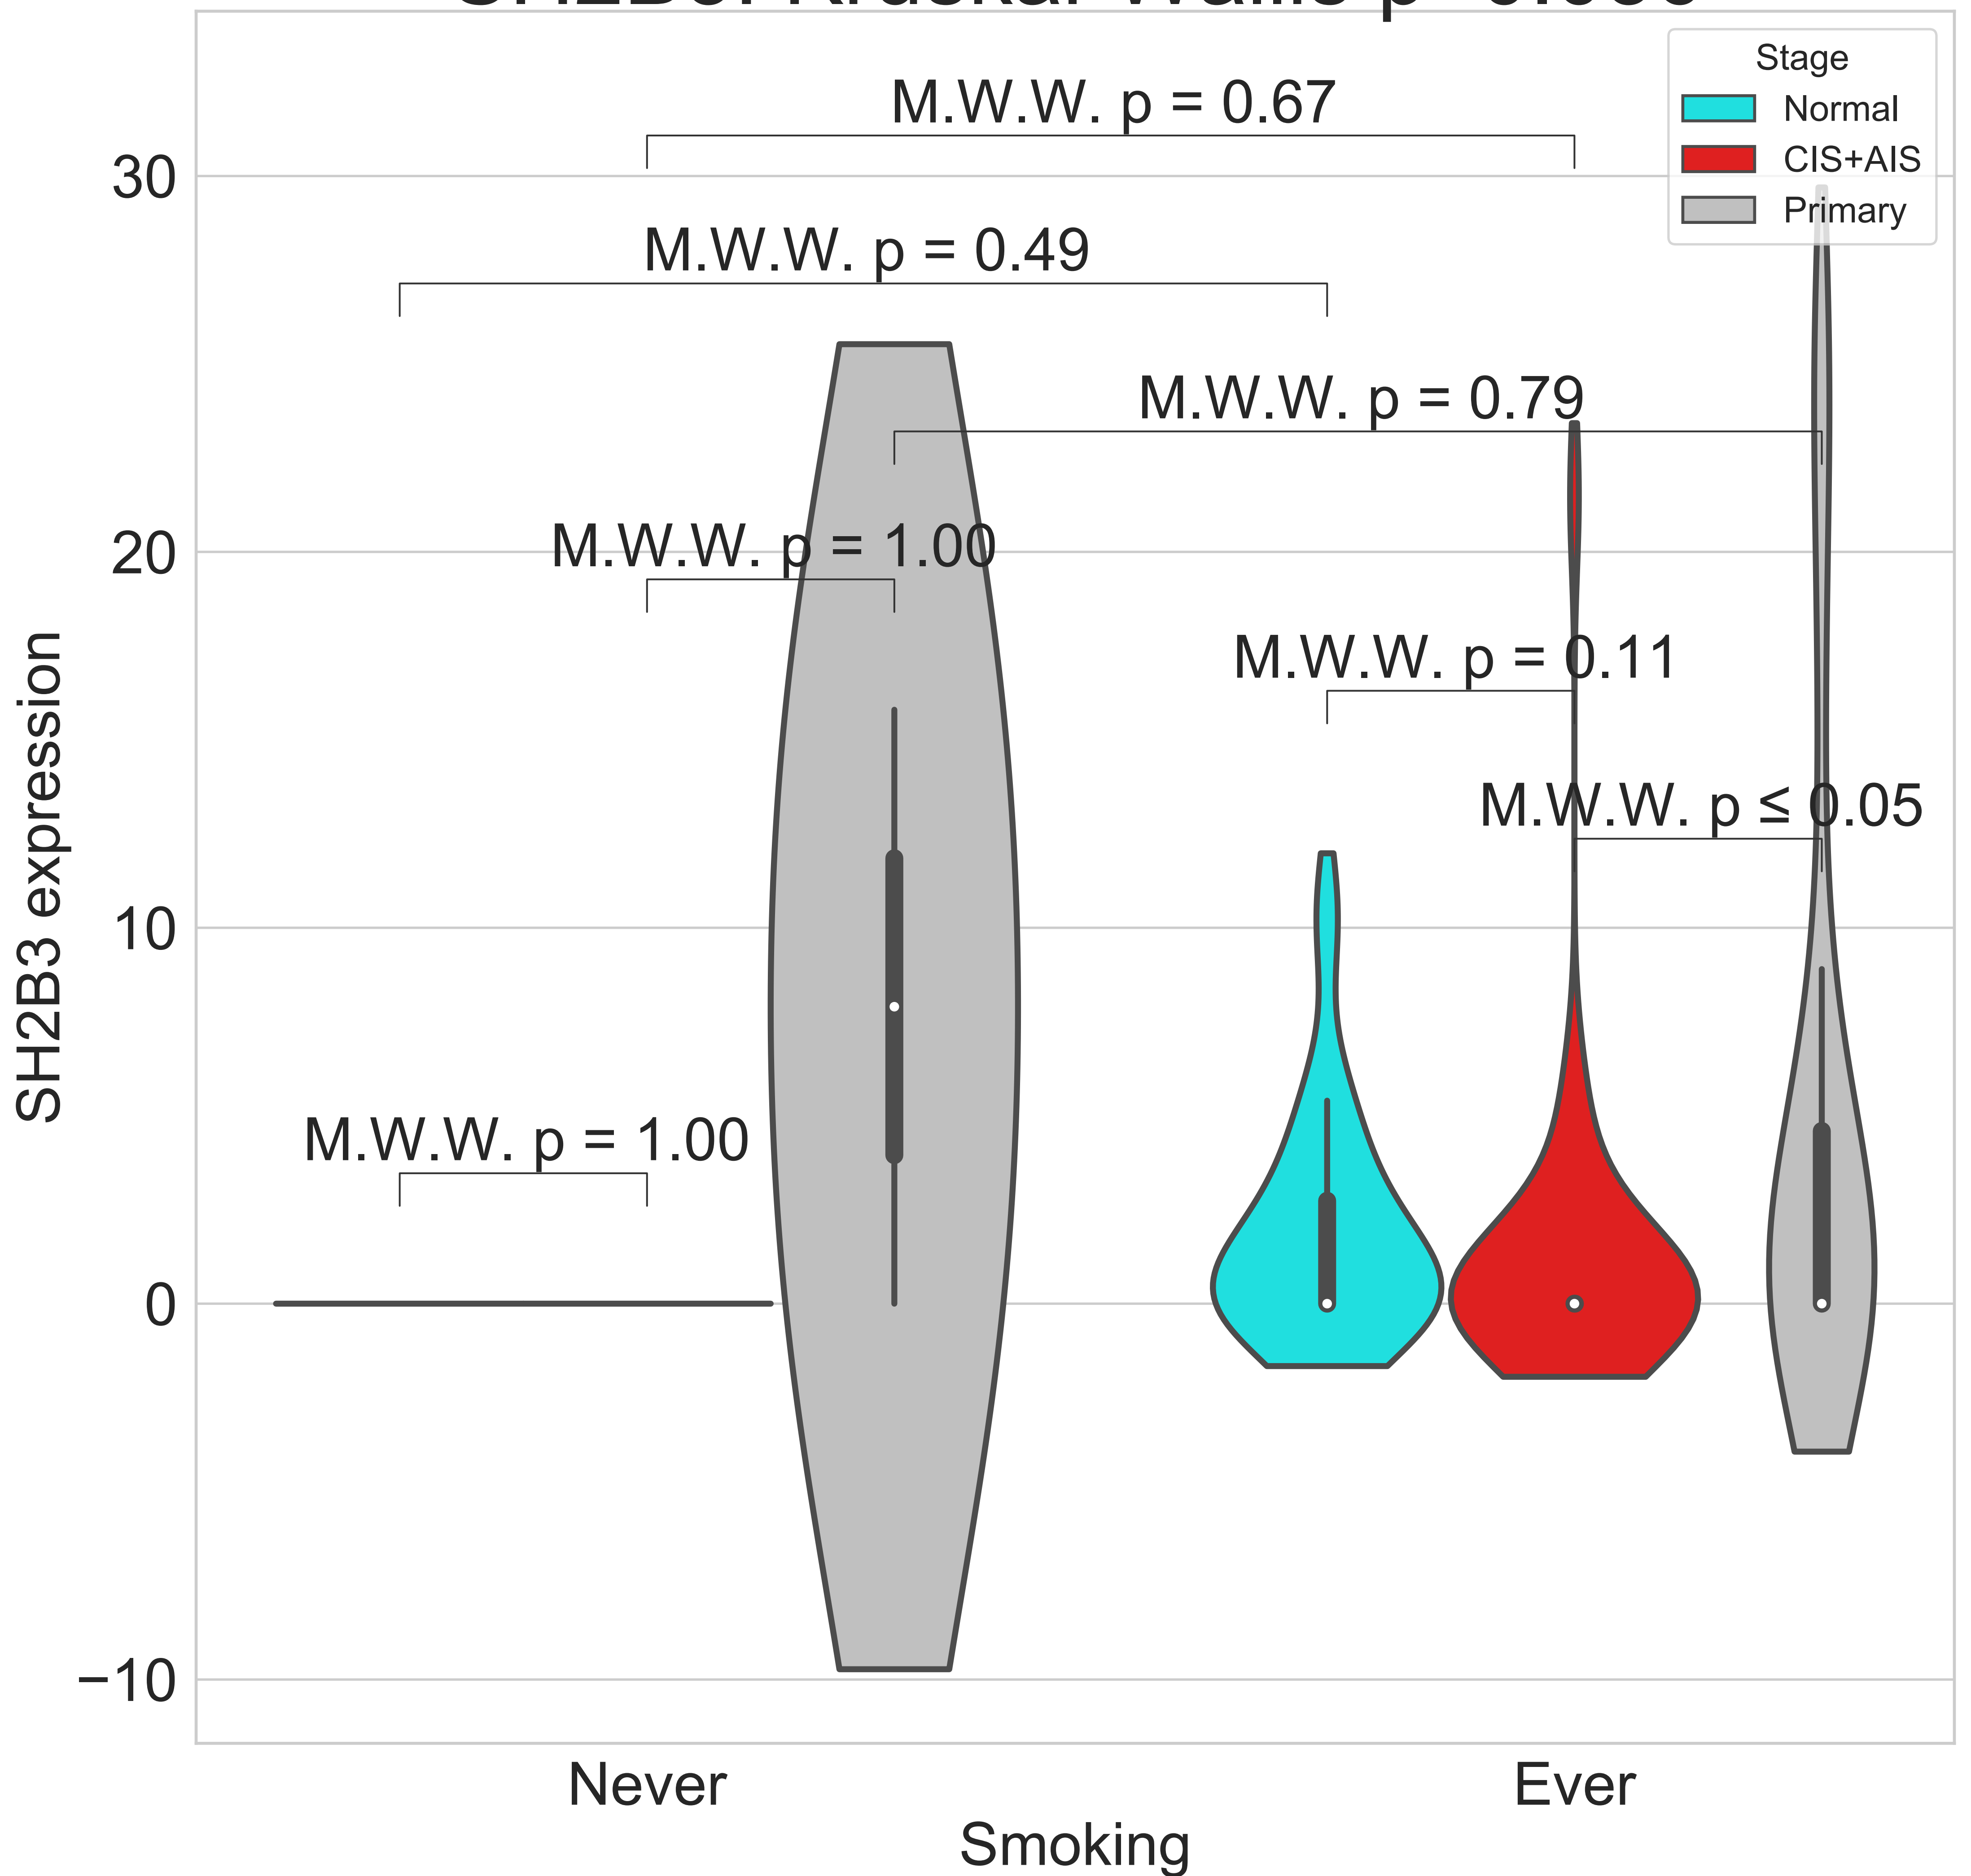 Stage
Normal
CIS+AIS
Primary
M.W.W. p = 0.67
M.W.W. p = 0.49
M.W.W. p = 0.79
M.W.W. p = 1.00
M.W.W. p = 0.11
M.W.W. p ≤ 0.05
M.W.W. p = 1.00
30
20
10
0
−10
SH2B3 expression
Never
Ever
Smoking